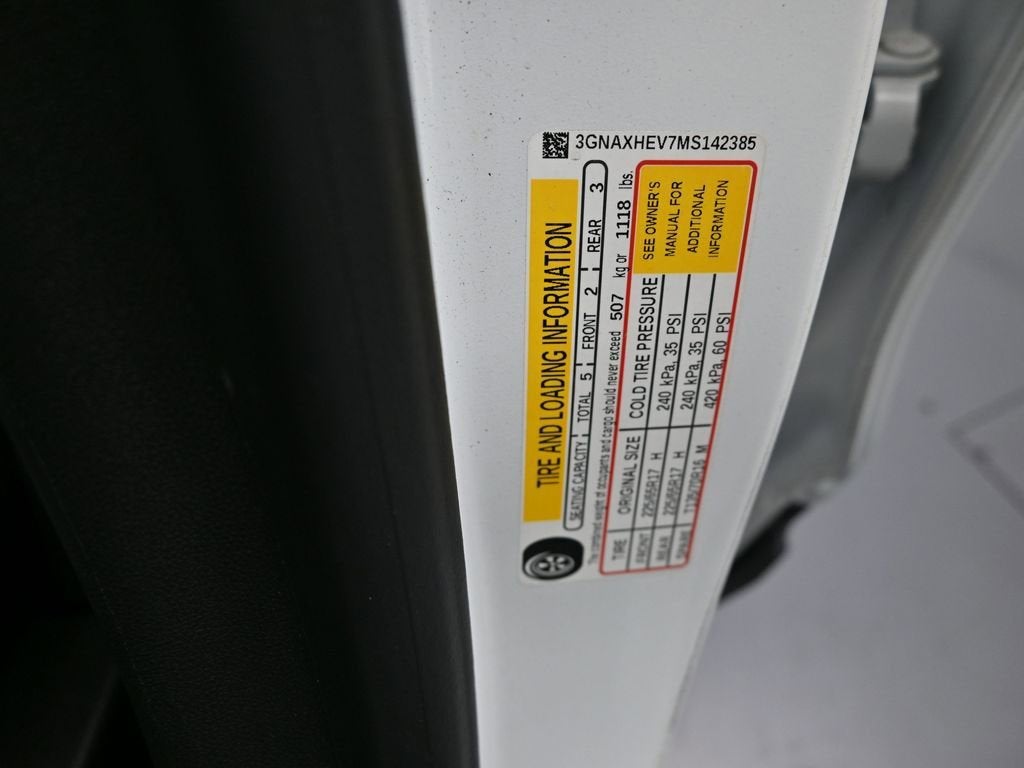 3GNAXHEV7MS142385
TIRE AND LOADING INFORMATION
SEATING CAPACITY TOTAL 5 FRONT 2 REAR 3
The combined weight of occupants and cargo should never exceed 507 kg or 1118 lbs.
TIRE ORIGINAL SIZE COLD TIRE PRESSURE
FRONT 225/65R17 H 240 kPa, 35 PSI
REAR 225/65R17 H 240 kPa, 35 PSI
SPARE T135/70R16 M 420 kPa, 60 PSI
SEE OWNER'S
MANUAL FOR
ADDITIONAL
INFORMATION